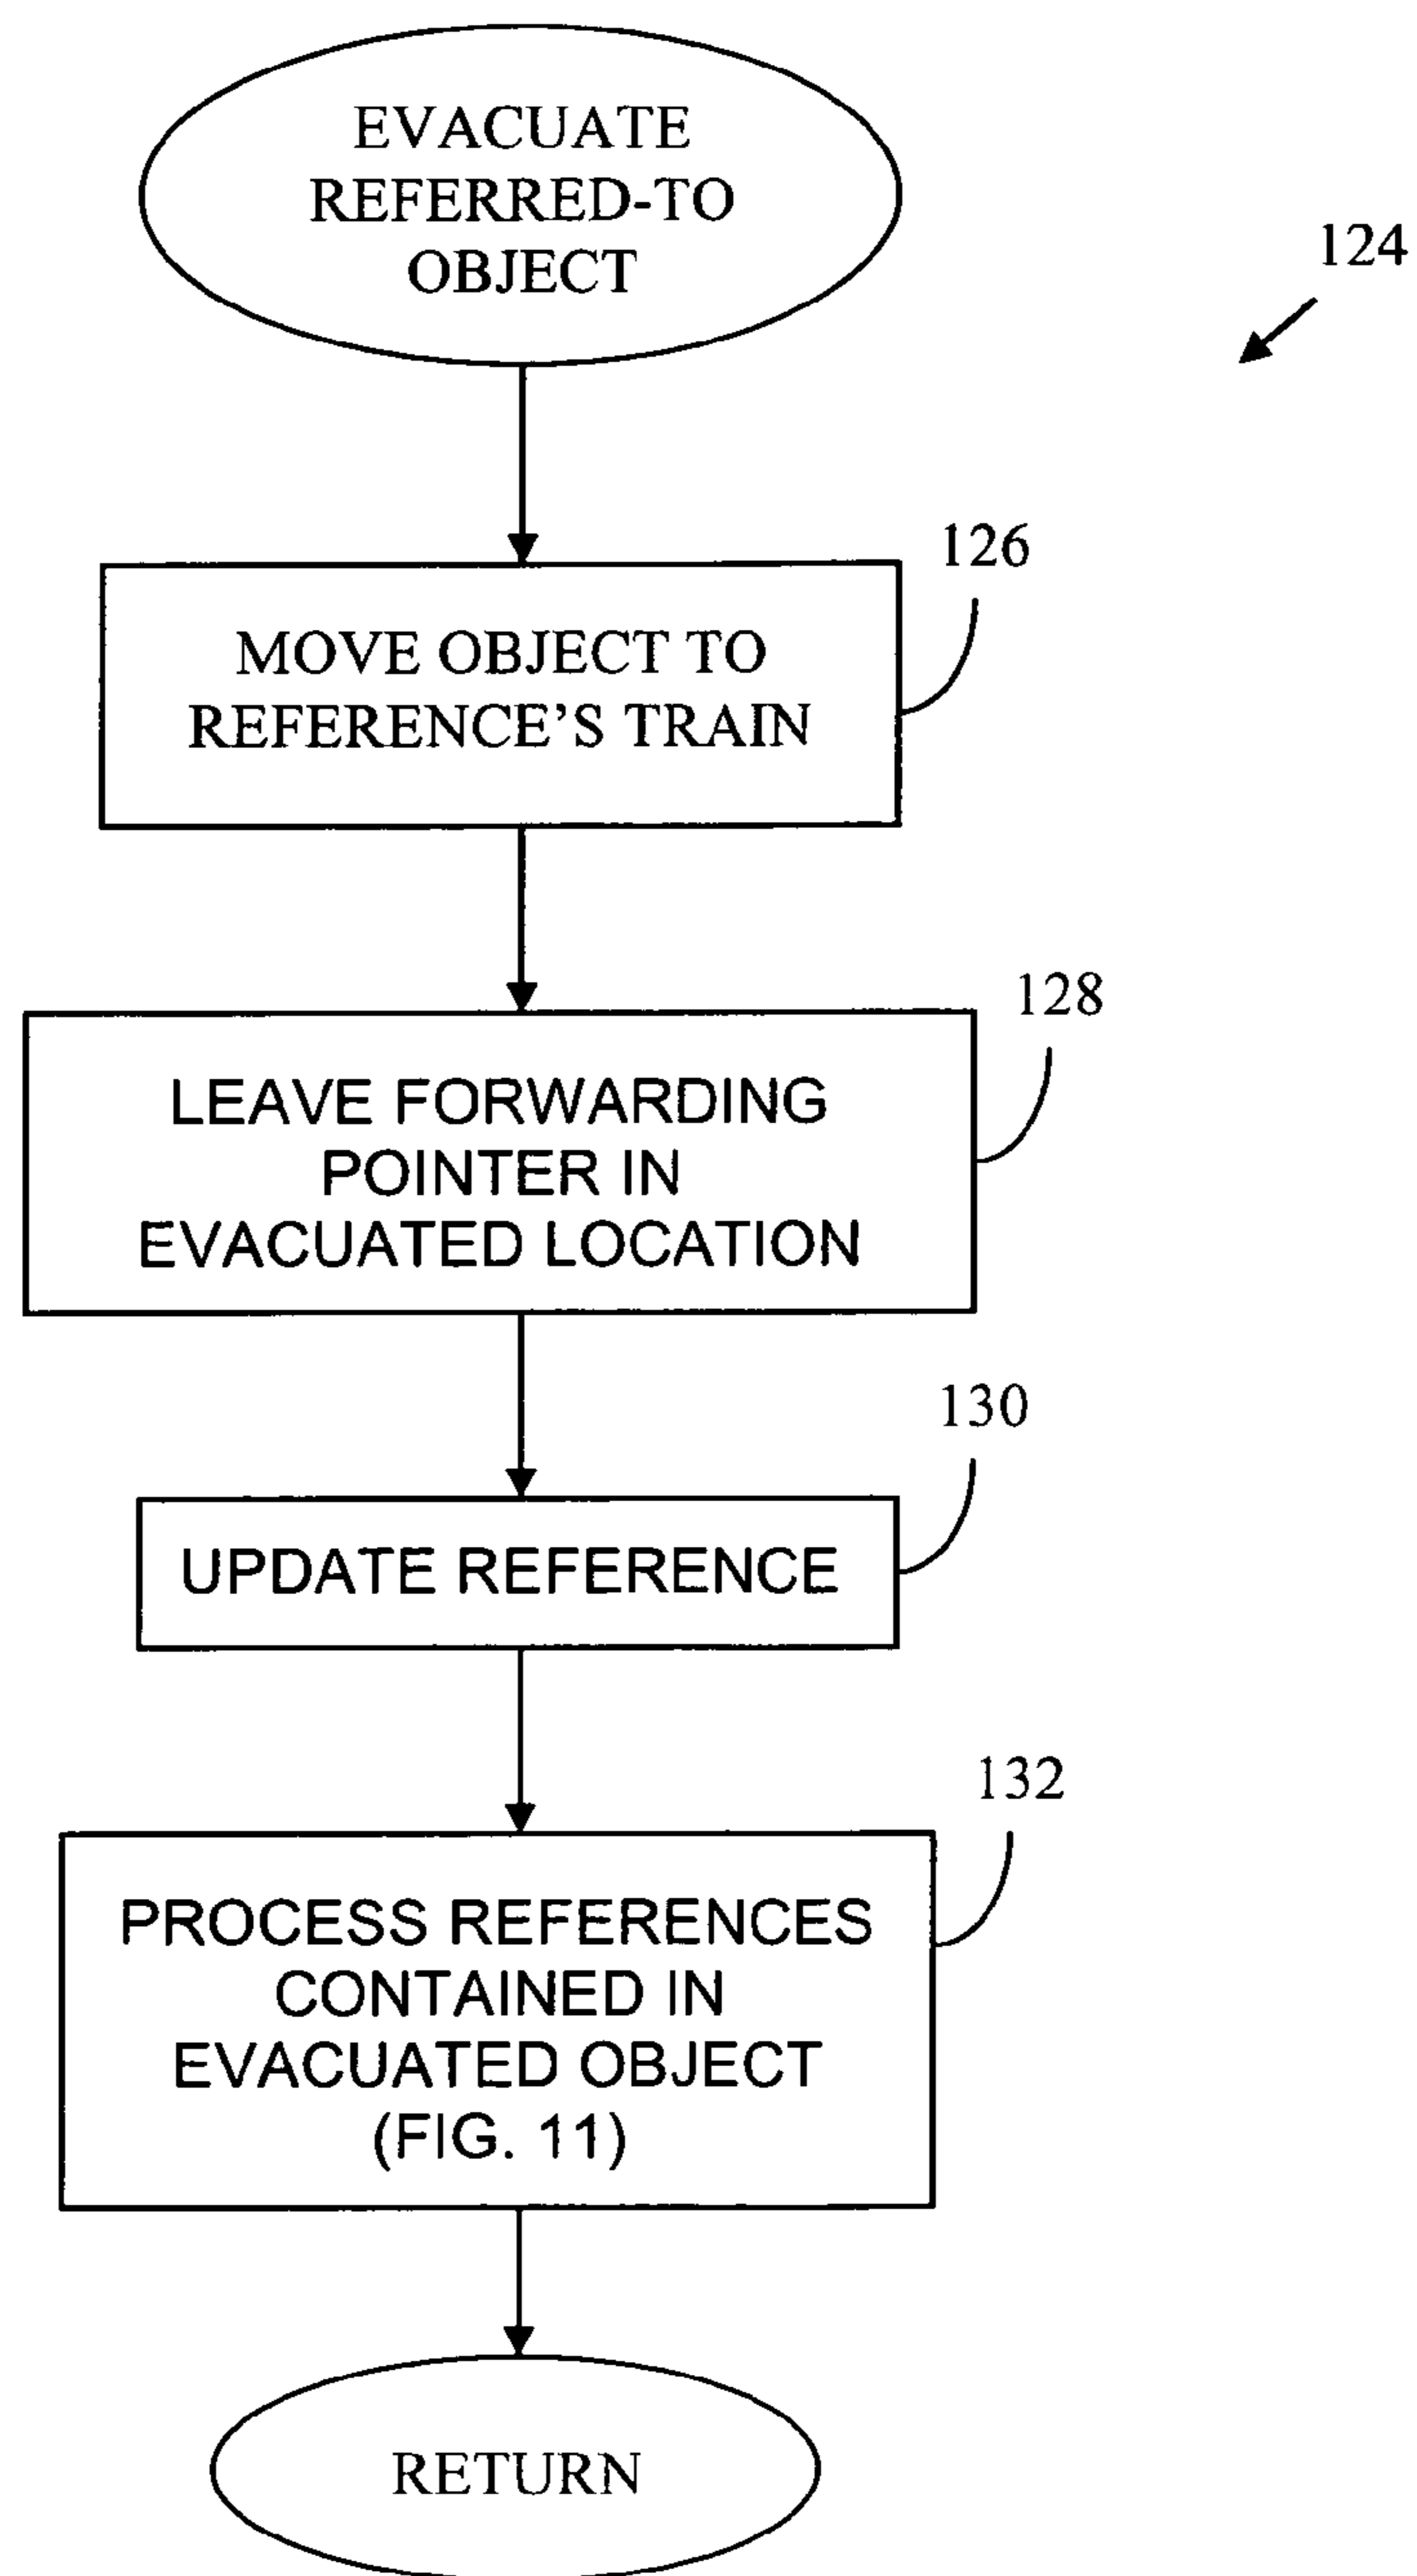 EVACUATE
REFERRED-TO
OBJECT
124
126
MOVE OBJECT TO
REFERENCE’S TRAIN
128
LEAVE FORWARDING
POINTER IN
EVACUATED LOCATION
130
UPDATE REFERENCE
132
PROCESS REFERENCES
CONTAINED IN
EVACUATED OBJECT
(FIG. 11)
RETURN